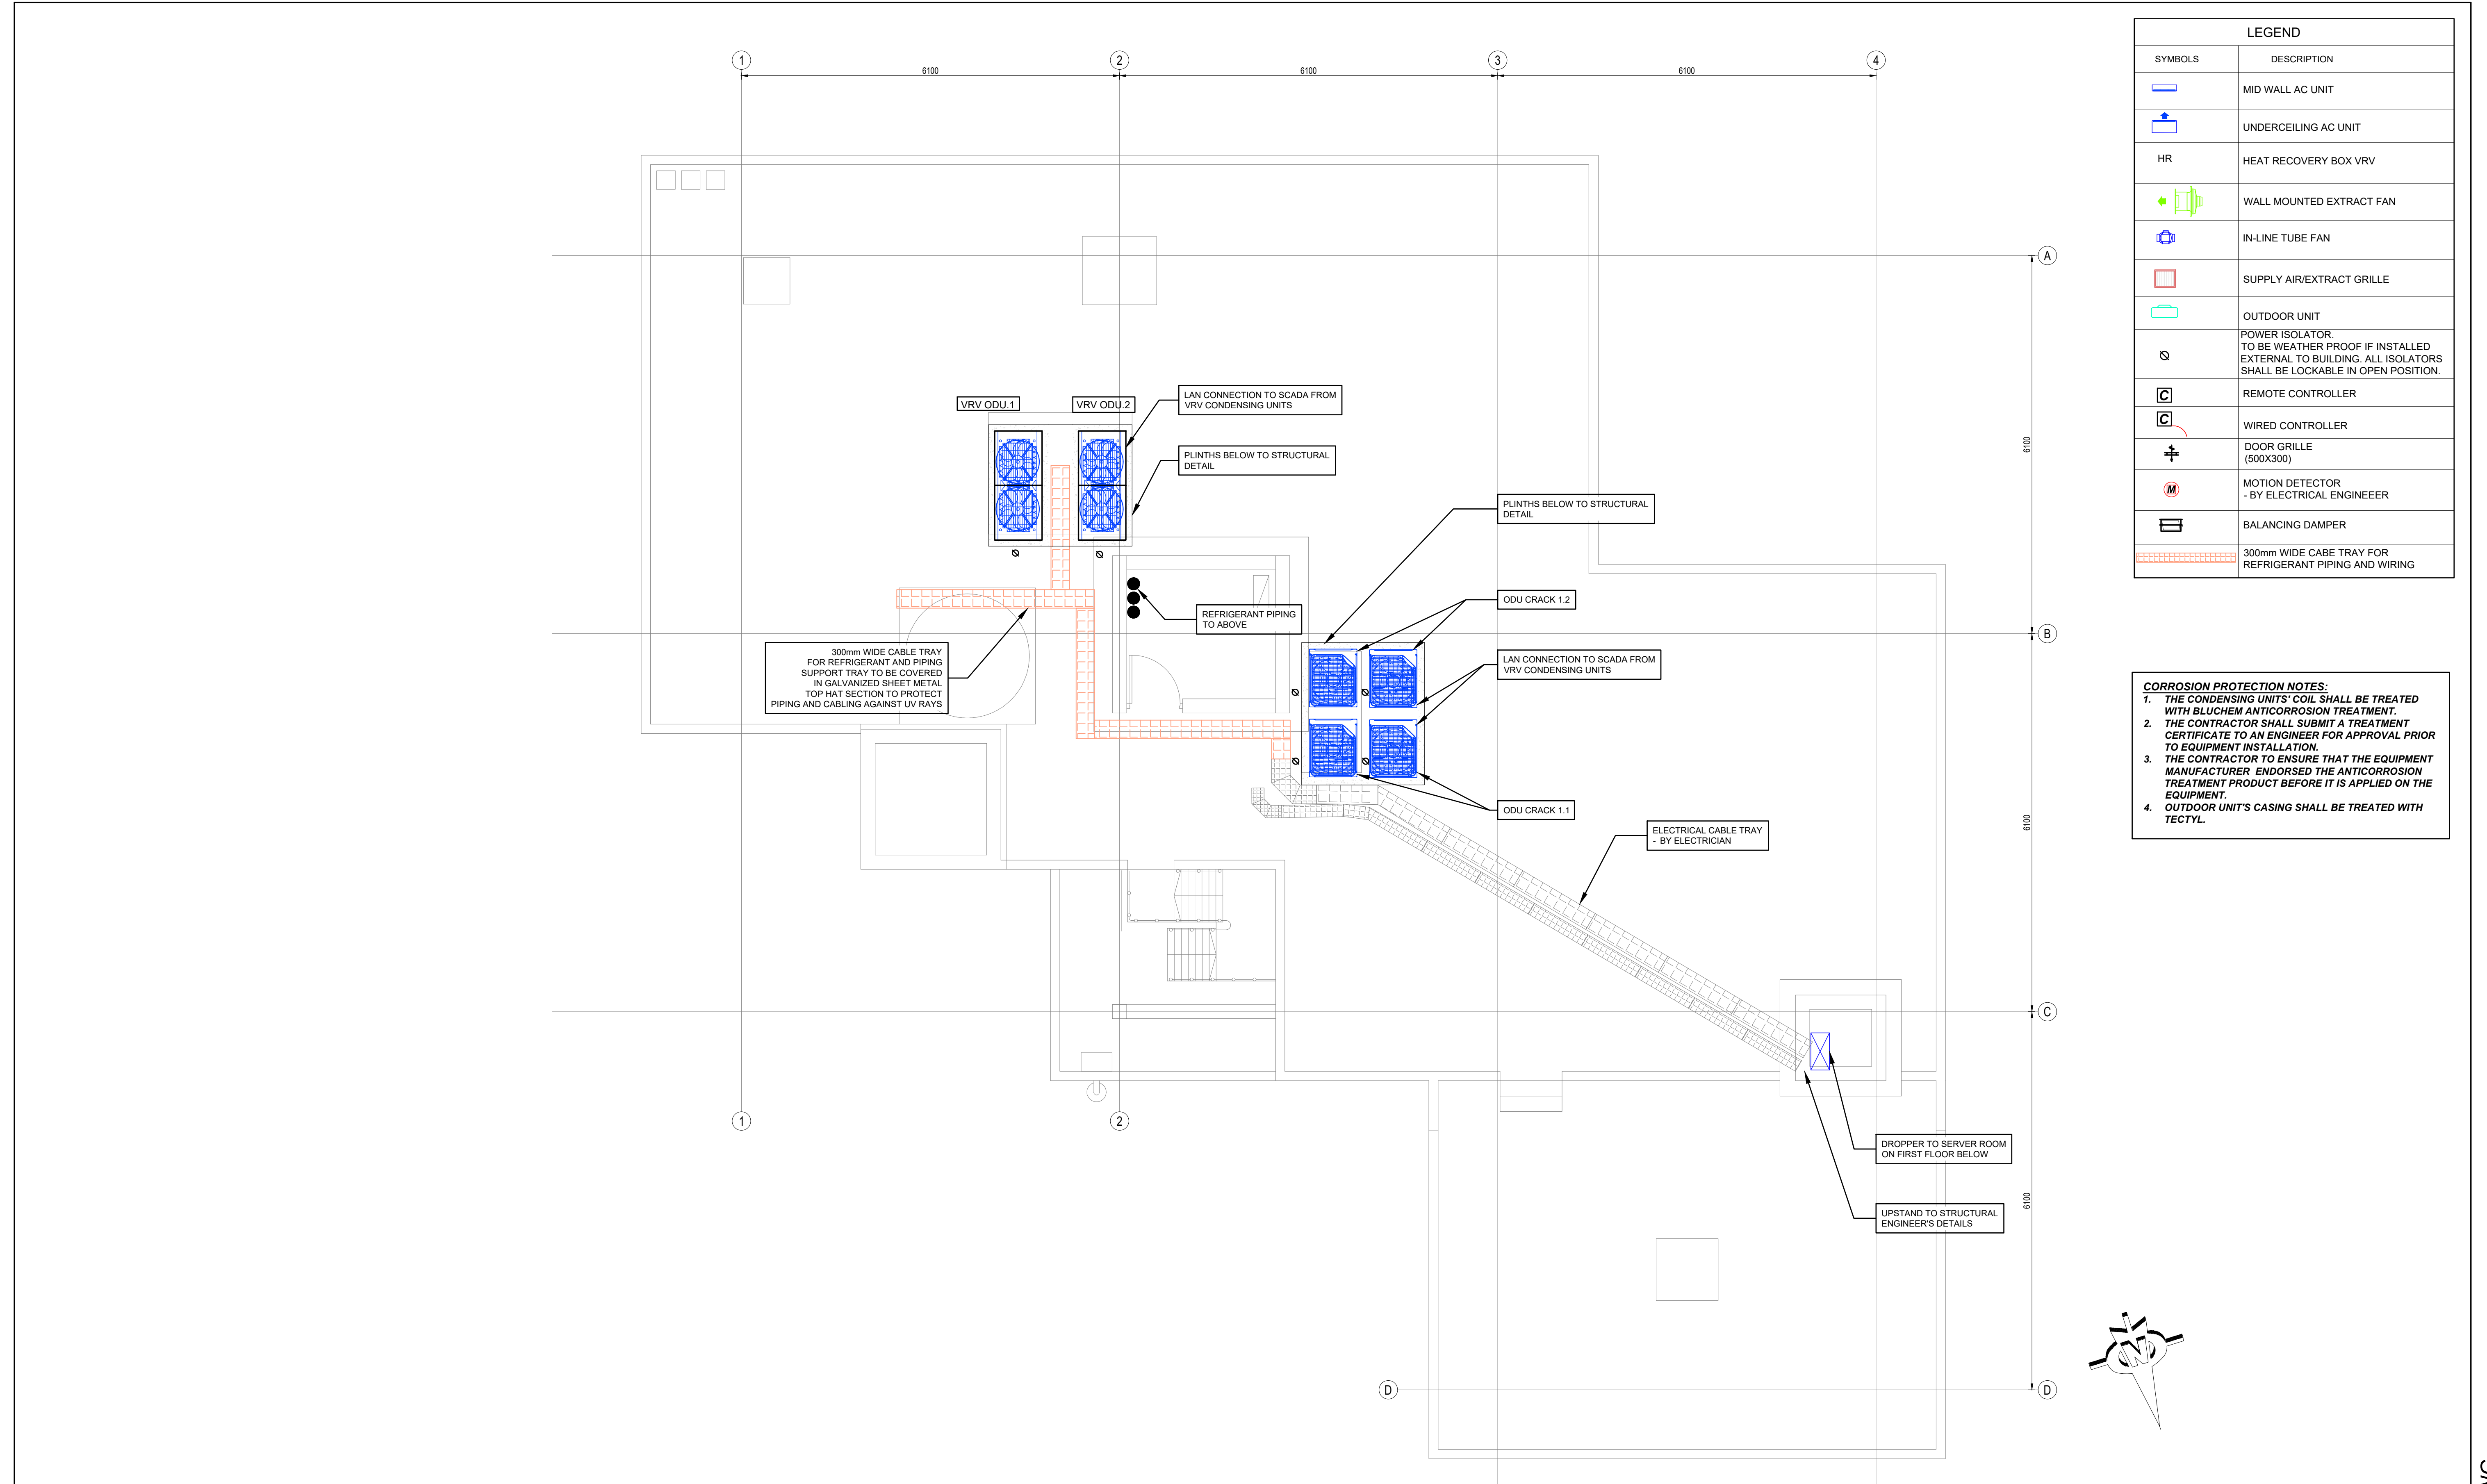 1
2
3
4
6100
6100
6100
A
B
C
D
6100
6100
6100
1
2
D
VRV ODU.1
VRV ODU.2
LAN CONNECTION TO SCADA FROM
VRV CONDENSING UNITS
PLINTHS BELOW TO STRUCTURAL
DETAIL
PLINTHS BELOW TO STRUCTURAL
DETAIL
ODU CRACK 1.2
REFRIGERANT PIPING
TO ABOVE
300mm WIDE CABLE TRAY
FOR REFRIGERANT AND PIPING
SUPPORT TRAY TO BE COVERED
IN GALVANIZED SHEET METAL
TOP HAT SECTION TO PROTECT
PIPING AND CABLING AGAINST UV RAYS
LAN CONNECTION TO SCADA FROM
VRV CONDENSING UNITS
ODU CRACK 1.1
ELECTRICAL CABLE TRAY
- BY ELECTRICIAN
DROPPER TO SERVER ROOM
ON FIRST FLOOR BELOW
UPSTAND TO STRUCTURAL
ENGINEER'S DETAILS
LEGEND
SYMBOLS DESCRIPTION
MID WALL AC UNIT
UNDERCEILING AC UNIT
HR HEAT RECOVERY BOX VRV
WALL MOUNTED EXTRACT FAN
IN-LINE TUBE FAN
SUPPLY AIR/EXTRACT GRILLE
OUTDOOR UNIT
POWER ISOLATOR.
TO BE WEATHER PROOF IF INSTALLED
EXTERNAL TO BUILDING. ALL ISOLATORS
SHALL BE LOCKABLE IN OPEN POSITION.
C REMOTE CONTROLLER
C WIRED CONTROLLER
DOOR GRILLE
(500X300)
M MOTION DETECTOR
- BY ELECTRICAL ENGINEEER
BALANCING DAMPER
300mm WIDE CABE TRAY FOR
REFRIGERANT PIPING AND WIRING
CORROSION PROTECTION NOTES:
1. THE CONDENSING UNITS' COIL SHALL BE TREATED
WITH BLUCHEM ANTICORROSION TREATMENT.
2. THE CONTRACTOR SHALL SUBMIT A TREATMENT
CERTIFICATE TO AN ENGINEER FOR APPROVAL PRIOR
TO EQUIPMENT INSTALLATION.
3. THE CONTRACTOR TO ENSURE THAT THE EQUIPMENT
MANUFACTURER ENDORSED THE ANTICORROSION
TREATMENT PRODUCT BEFORE IT IS APPLIED ON THE
EQUIPMENT.
4. OUTDOOR UNIT'S CASING SHALL BE TREATED WITH
TECTYL.
N